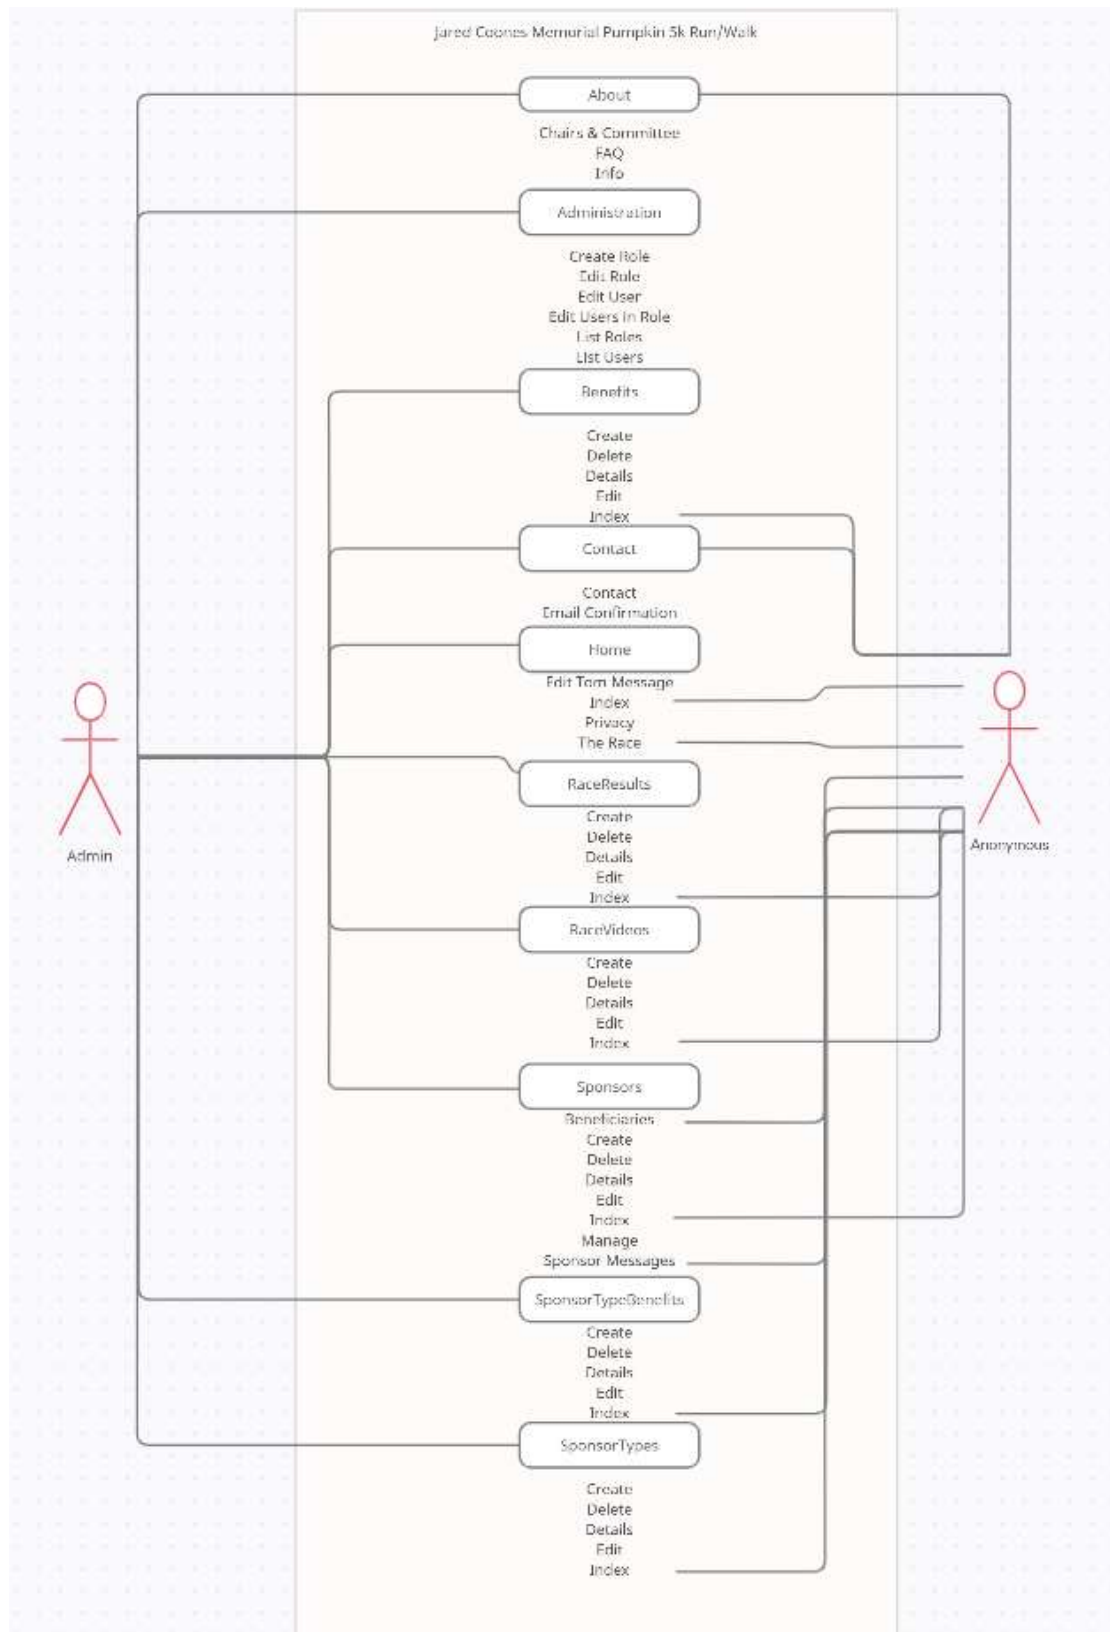 Jared Coones Memorial Pumpkin 5k Run/Walk
About
Chairs & Committee
FAQ
Info
Administration
Create Role
Edit Role
Edit User
Edit Users in Role
List Roles
List Users
Benefits
Create
Delete
Details
Edit
Index
Contact
Contact
Email Confirmation
Home
Edit Tom Message
Index
Privacy
The Race
RaceResults
Create
Delete
Details
Edit
Index
RaceVideos
Create
Delete
Details
Edit
Index
Sponsors
Beneficiaries
Create
Delete
Details
Edit
Index
Manage
Sponsor Messages
SponsorTypeBenefits
Create
Delete
Details
Edit
Index
SponsorTypes
Create
Delete
Details
Edit
Index
Admin
Anonymous